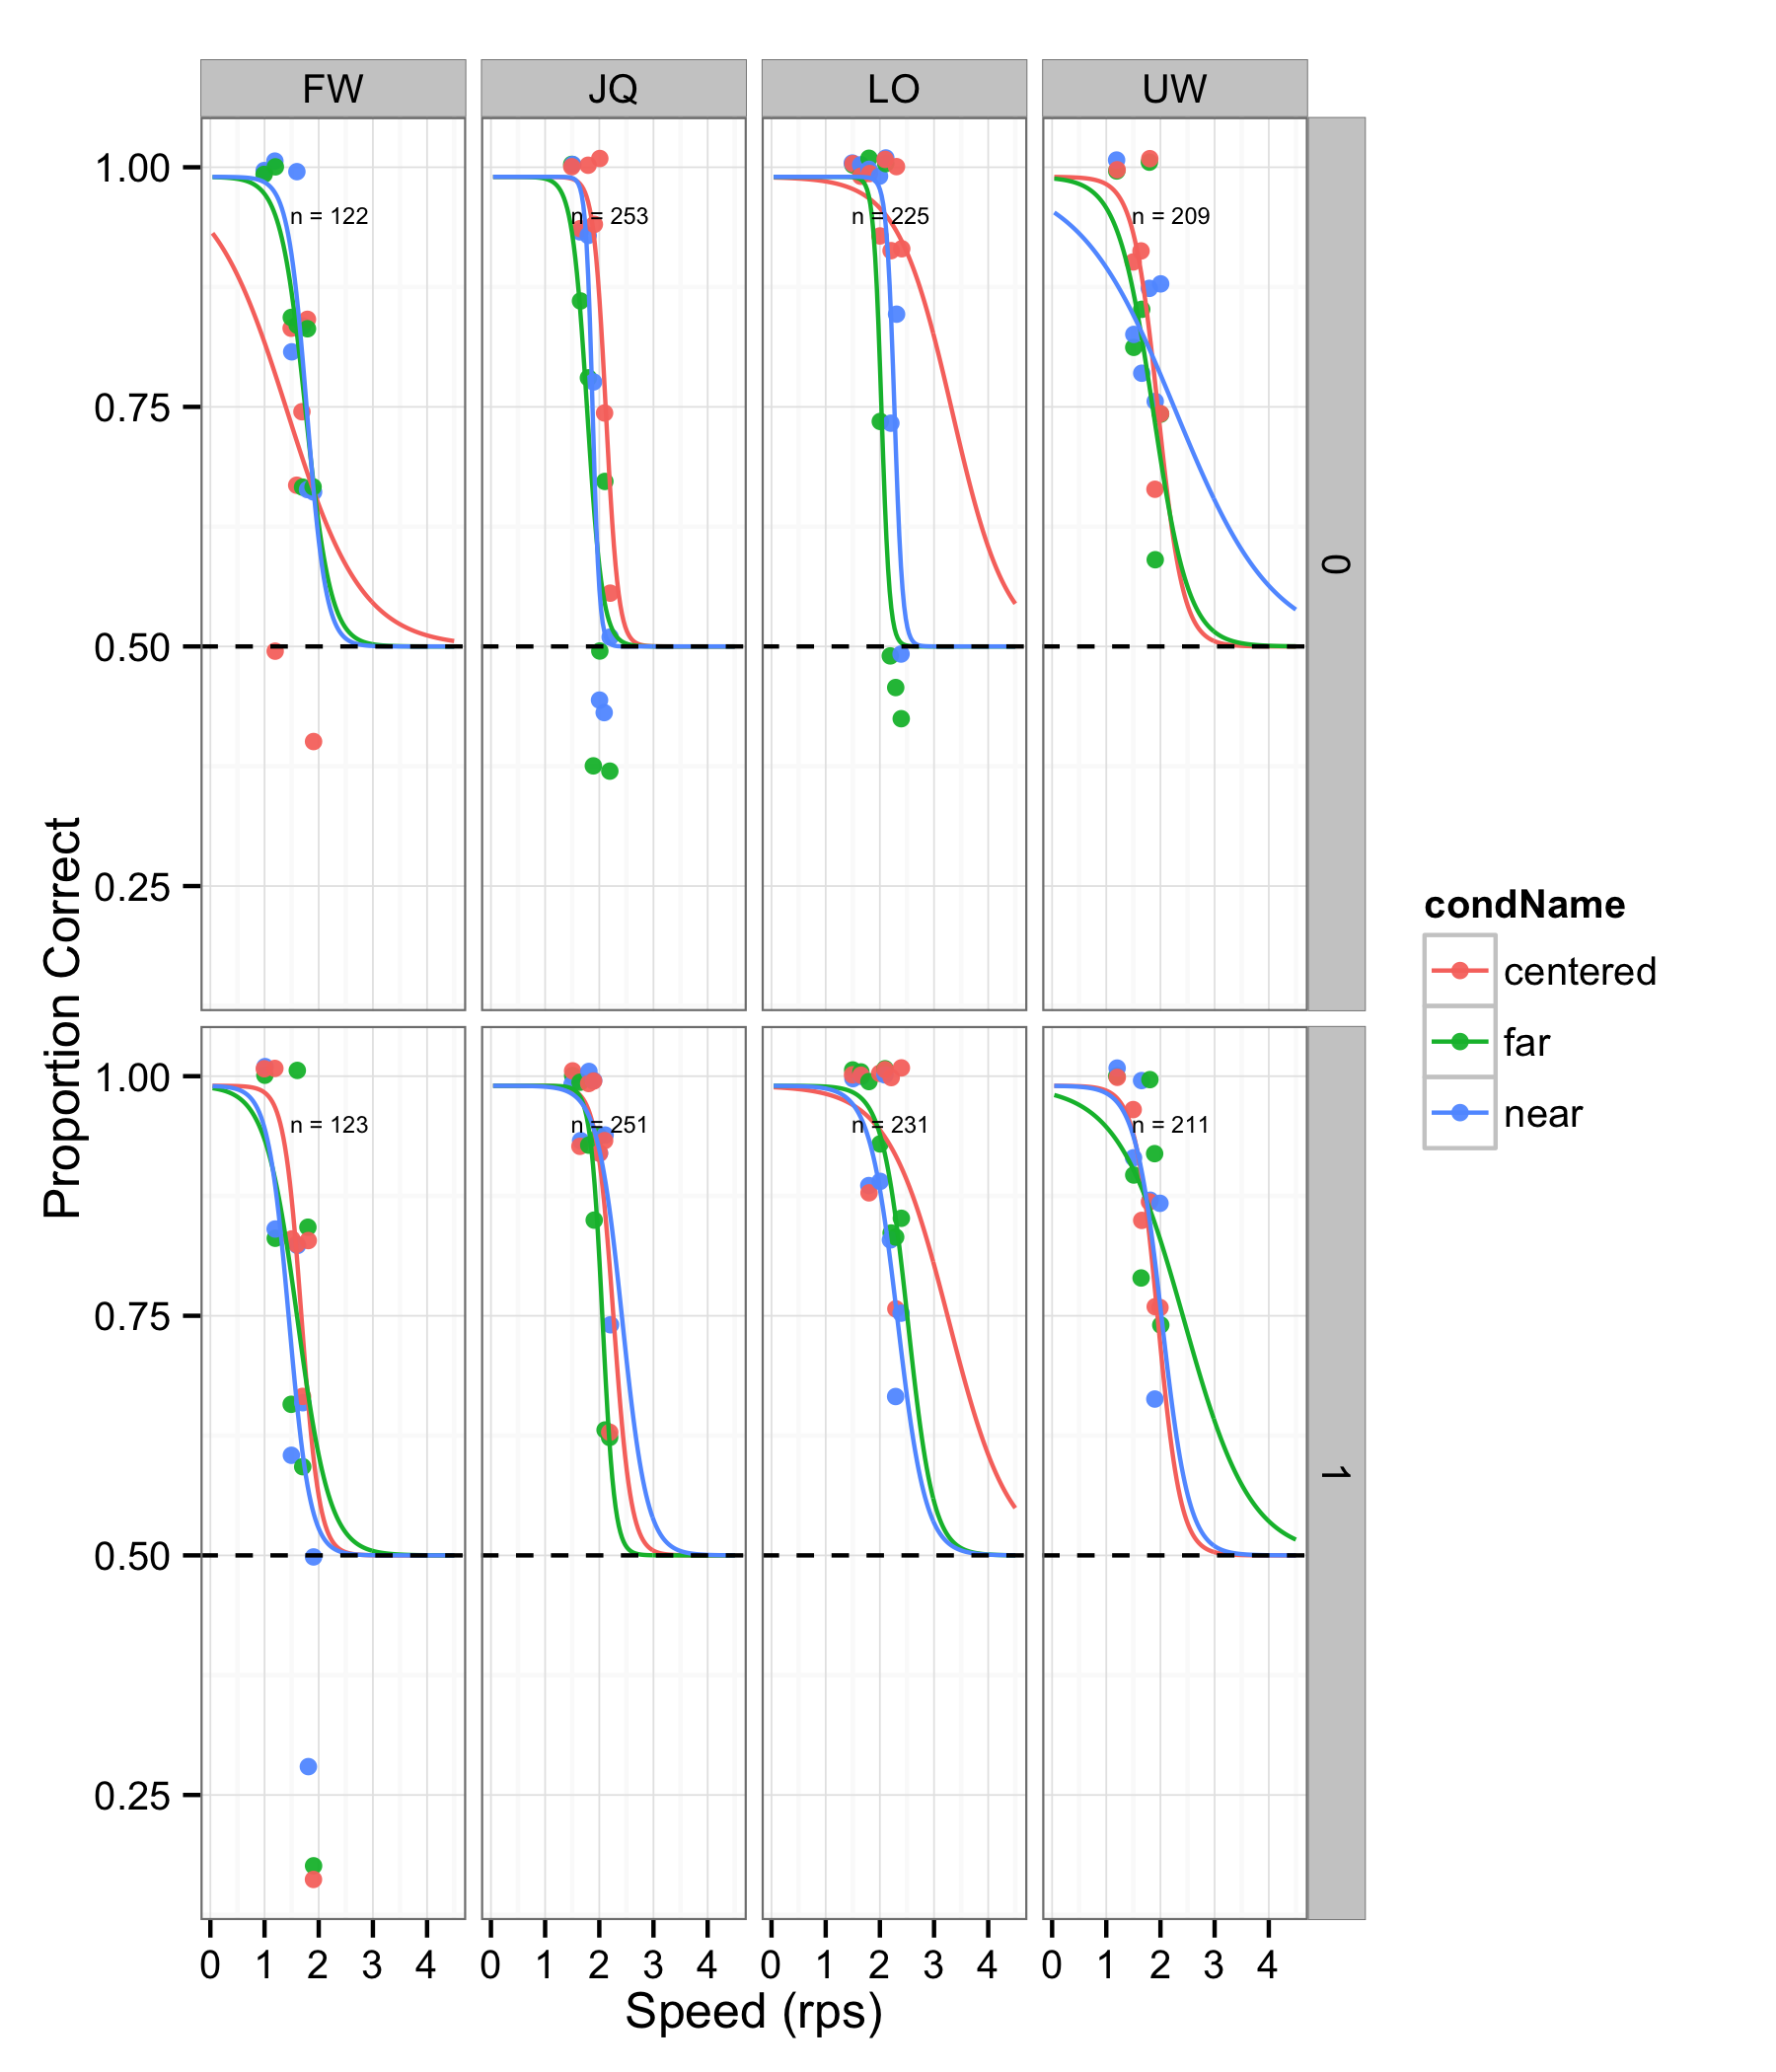 FW JQ LO UW
1.00
n = 122 n = 253 n = 225 n = 209
0.75
0
0.50
0.25
Proportion Correct
condName
centered
far
near
1.00
n = 123 n = 251 n = 231 n = 211
0.75
1
0.50
0.25
0 1 2 3 4 0 1 2 3 4 0 1 2 3 4 0 1 2 3 4
Speed (rps)